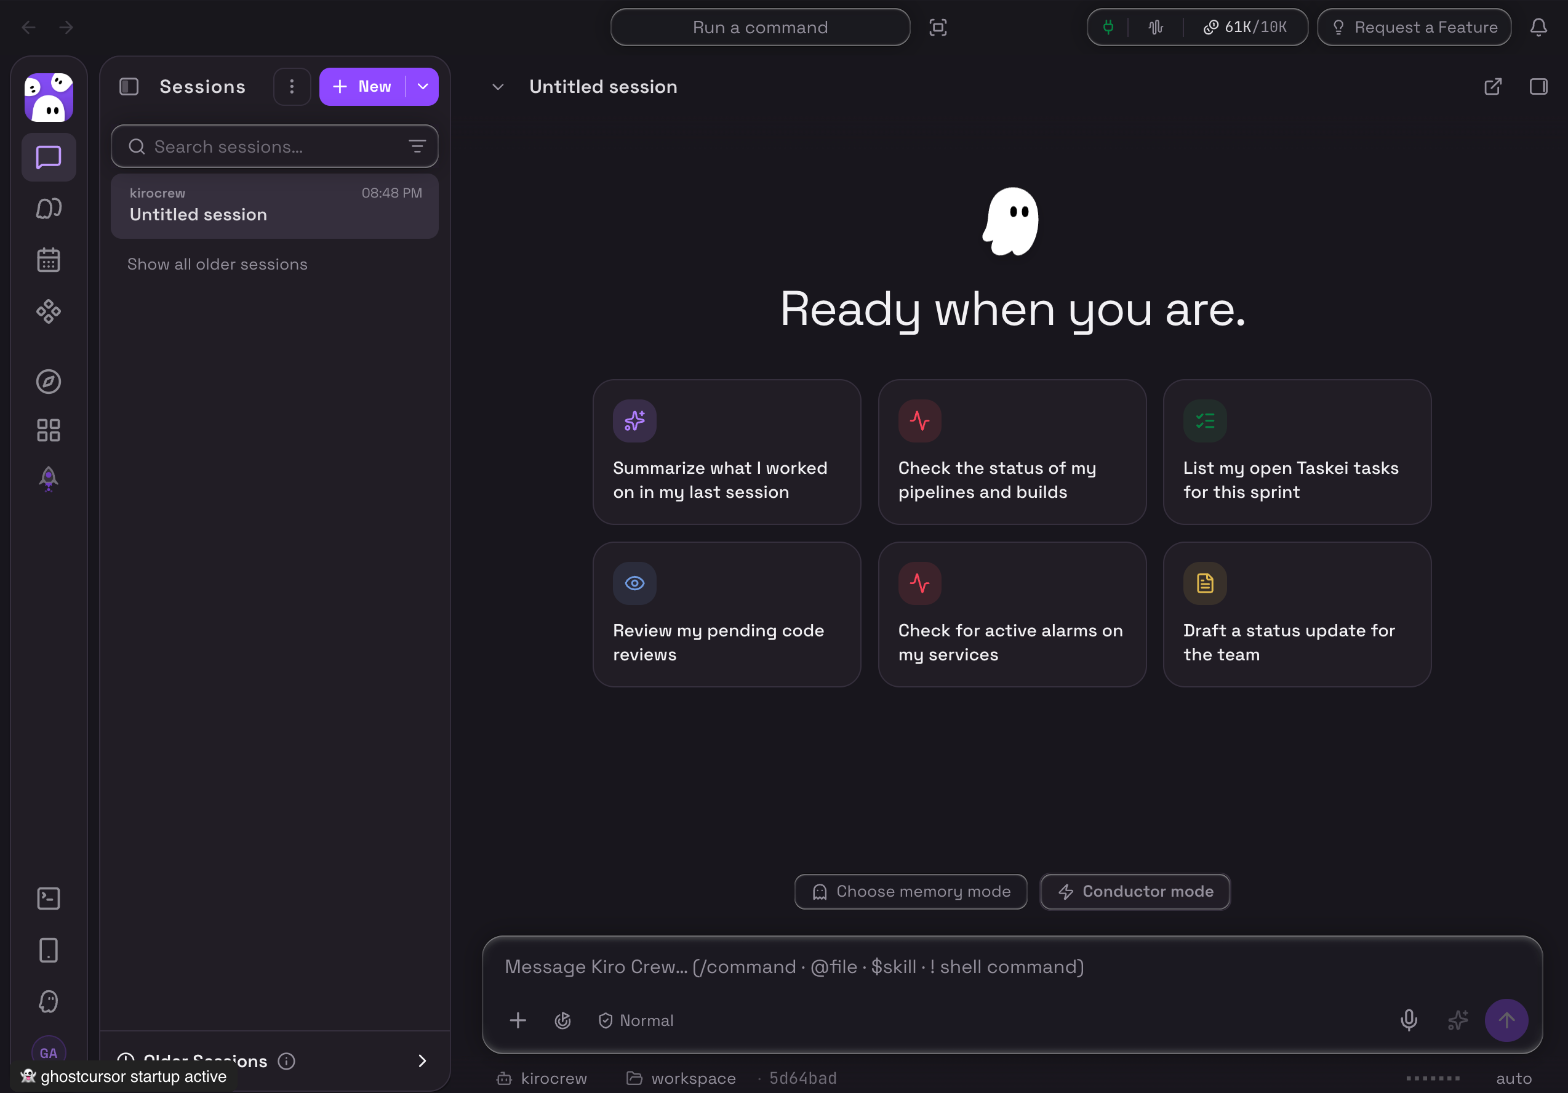 Run a command
61K/10K
Request a Feature
Sessions
New
Untitled session
Search sessions...
kirocrew
08:48 PM
Untitled session
Show all older sessions
Ready when you are.
Summarize what I worked
on in my last session
Check the status of my
pipelines and builds
List my open Taskei tasks
for this sprint
Review my pending code
reviews
Check for active alarms on
my services
Draft a status update for
the team
Choose memory mode
Conductor mode
Message Kiro Crew... (/command · @file · $skill · ! shell command)
Normal
GA
Older Sessions
ghostcursor startup active
kirocrew
workspace
· 5d64bad
auto